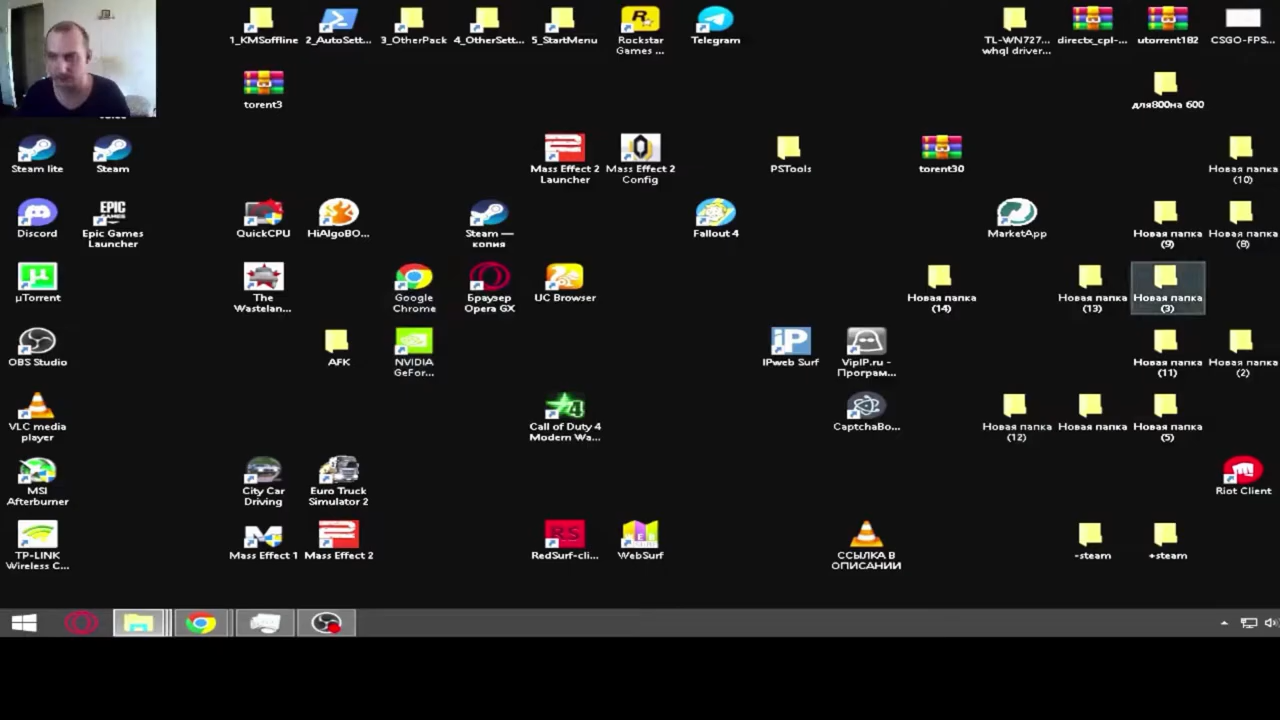 1_KMSoffline
2_AutoSett...
3_OtherPack
4_OtherSett...
5_StartMenu
Rockstar
Games ...
Telegram
TL-WN727...
whql driver...
directx_cpl-...
utorrent182
CSGO-FPS...
torent3
для800на 600
Steam lite
Steam
Mass Effect 2
Launcher
Mass Effect 2
Config
PSTools
torent30
Новая папка
(10)
Discord
Epic Games
Launcher
QuickCPU
HiAlgoBO...
Steam —
копия
Fallout 4
MarketApp
Новая папка
(9)
Новая папка
(8)
µTorrent
The
Wastelan...
Google
Chrome
Браузер
Opera GX
UC Browser
Новая папка
(14)
Новая папка
(13)
Новая папка
(3)
OBS Studio
AFK
NVIDIA
GeFor...
IPweb Surf
VipIP.ru -
Програм...
Новая папка
(11)
Новая папка
(2)
VLC media
player
Call of Duty 4
Modern Wa...
CaptchaBo...
Новая папка
(12)
Новая папка
Новая папка
(5)
MSI
Afterburner
City Car
Driving
Euro Truck
Simulator 2
Riot Client
TP-LINK
Wireless C...
Mass Effect 1
Mass Effect 2
RedSurf-cli...
WebSurf
ССЫЛКА В
ОПИСАНИИ
-steam
+steam